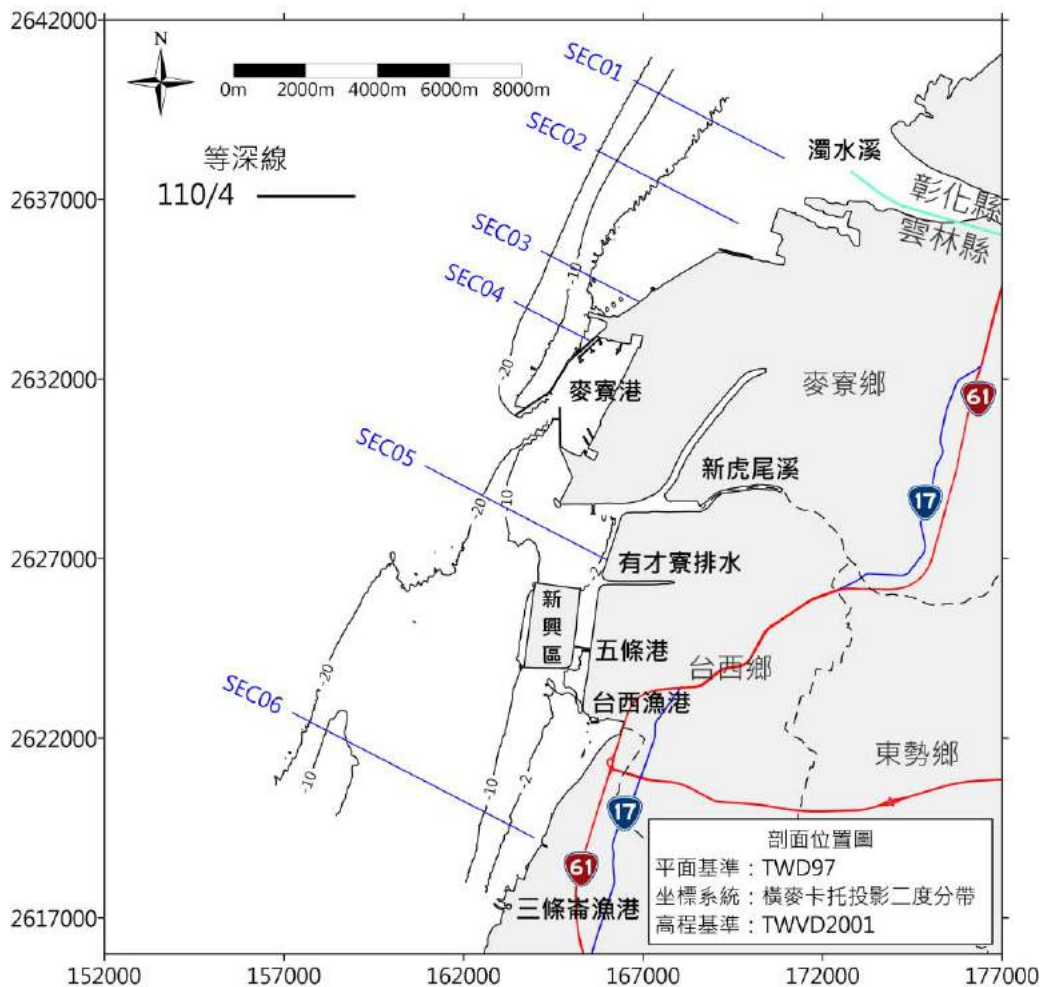 2642000
2637000
2632000
2627000
2622000
2617000
152000
157000
162000
167000
172000
177000
N
0m 2000m 4000m 6000m 8000m
等深線
110/4
SEC01
SEC02
SEC03
SEC04
SEC05
SEC06
濁水溪
彰化縣
雲林縣
-10
-20
麥寮港
麥寮鄉
61
新虎尾溪
17
-20
-10
-2
有才寮排水
新興區
五條港
台西鄉
台西漁港
-20
-10
-10
-2
東勢鄉
17
61
三條崙漁港
剖面位置圖
平面基準：TWD97
坐標系統：橫麥卡托投影二度分帶
高程基準：TWVD2001